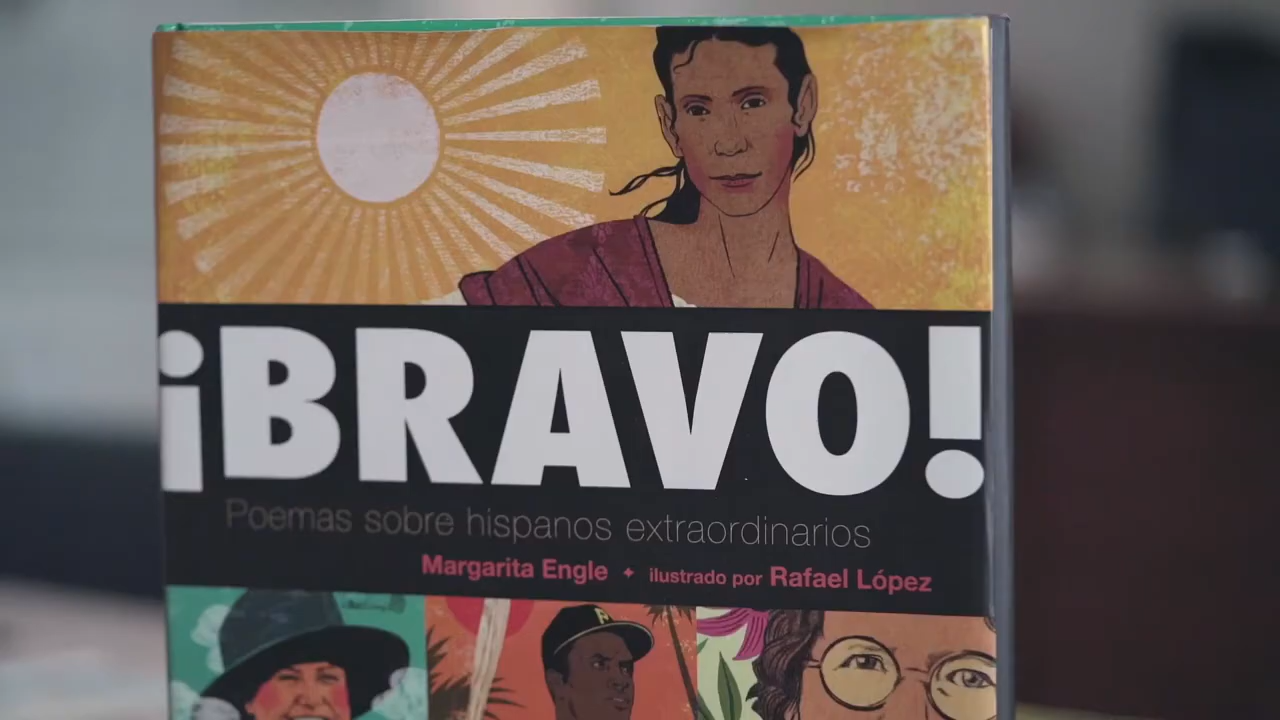 ¡BRAVO!
Poemas sobre hispanos extraordinarios
Margarita Engle ✦ ilustrado por Rafael López
P